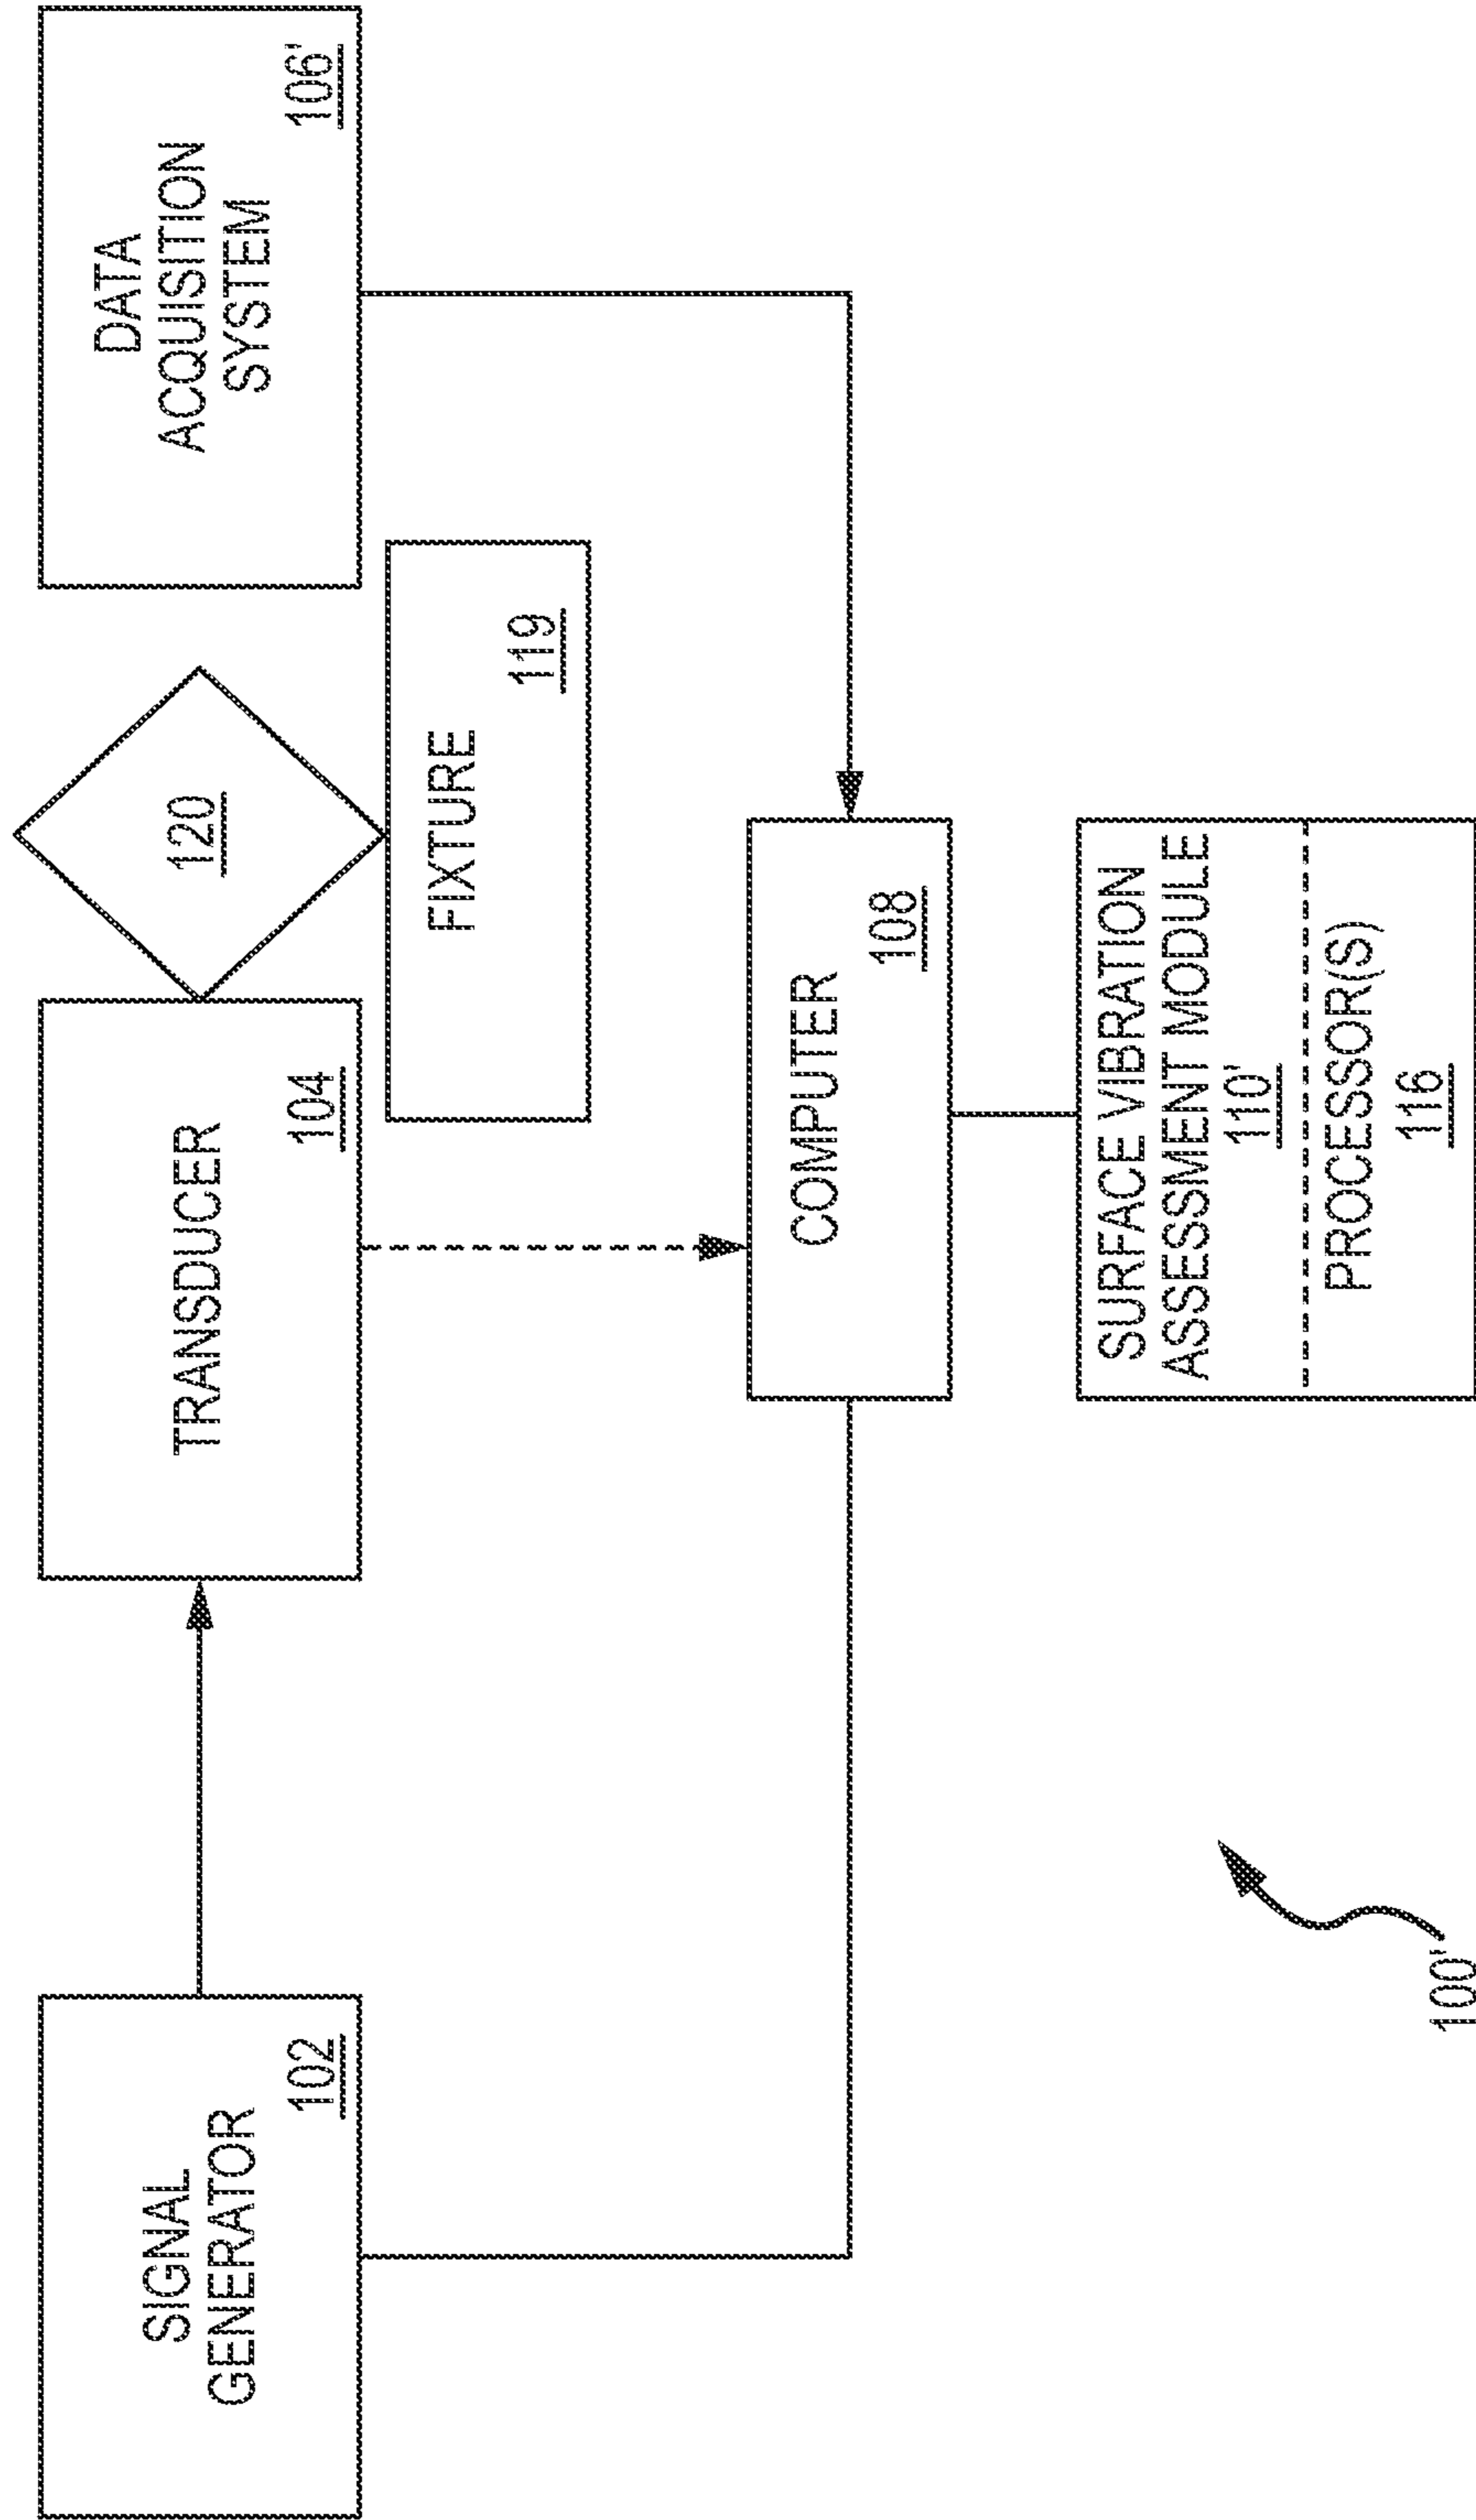 SIGNAL
GENERATOR
102
TRANSDUCER
104
120
DATA
ACQUISITION
SYSTEM
106'
FIXTURE
119
COMPUTER
108
SURFACE VIBRATION
ASSESSMENT MODULE
110'
PROCESSOR(S)
116
100'